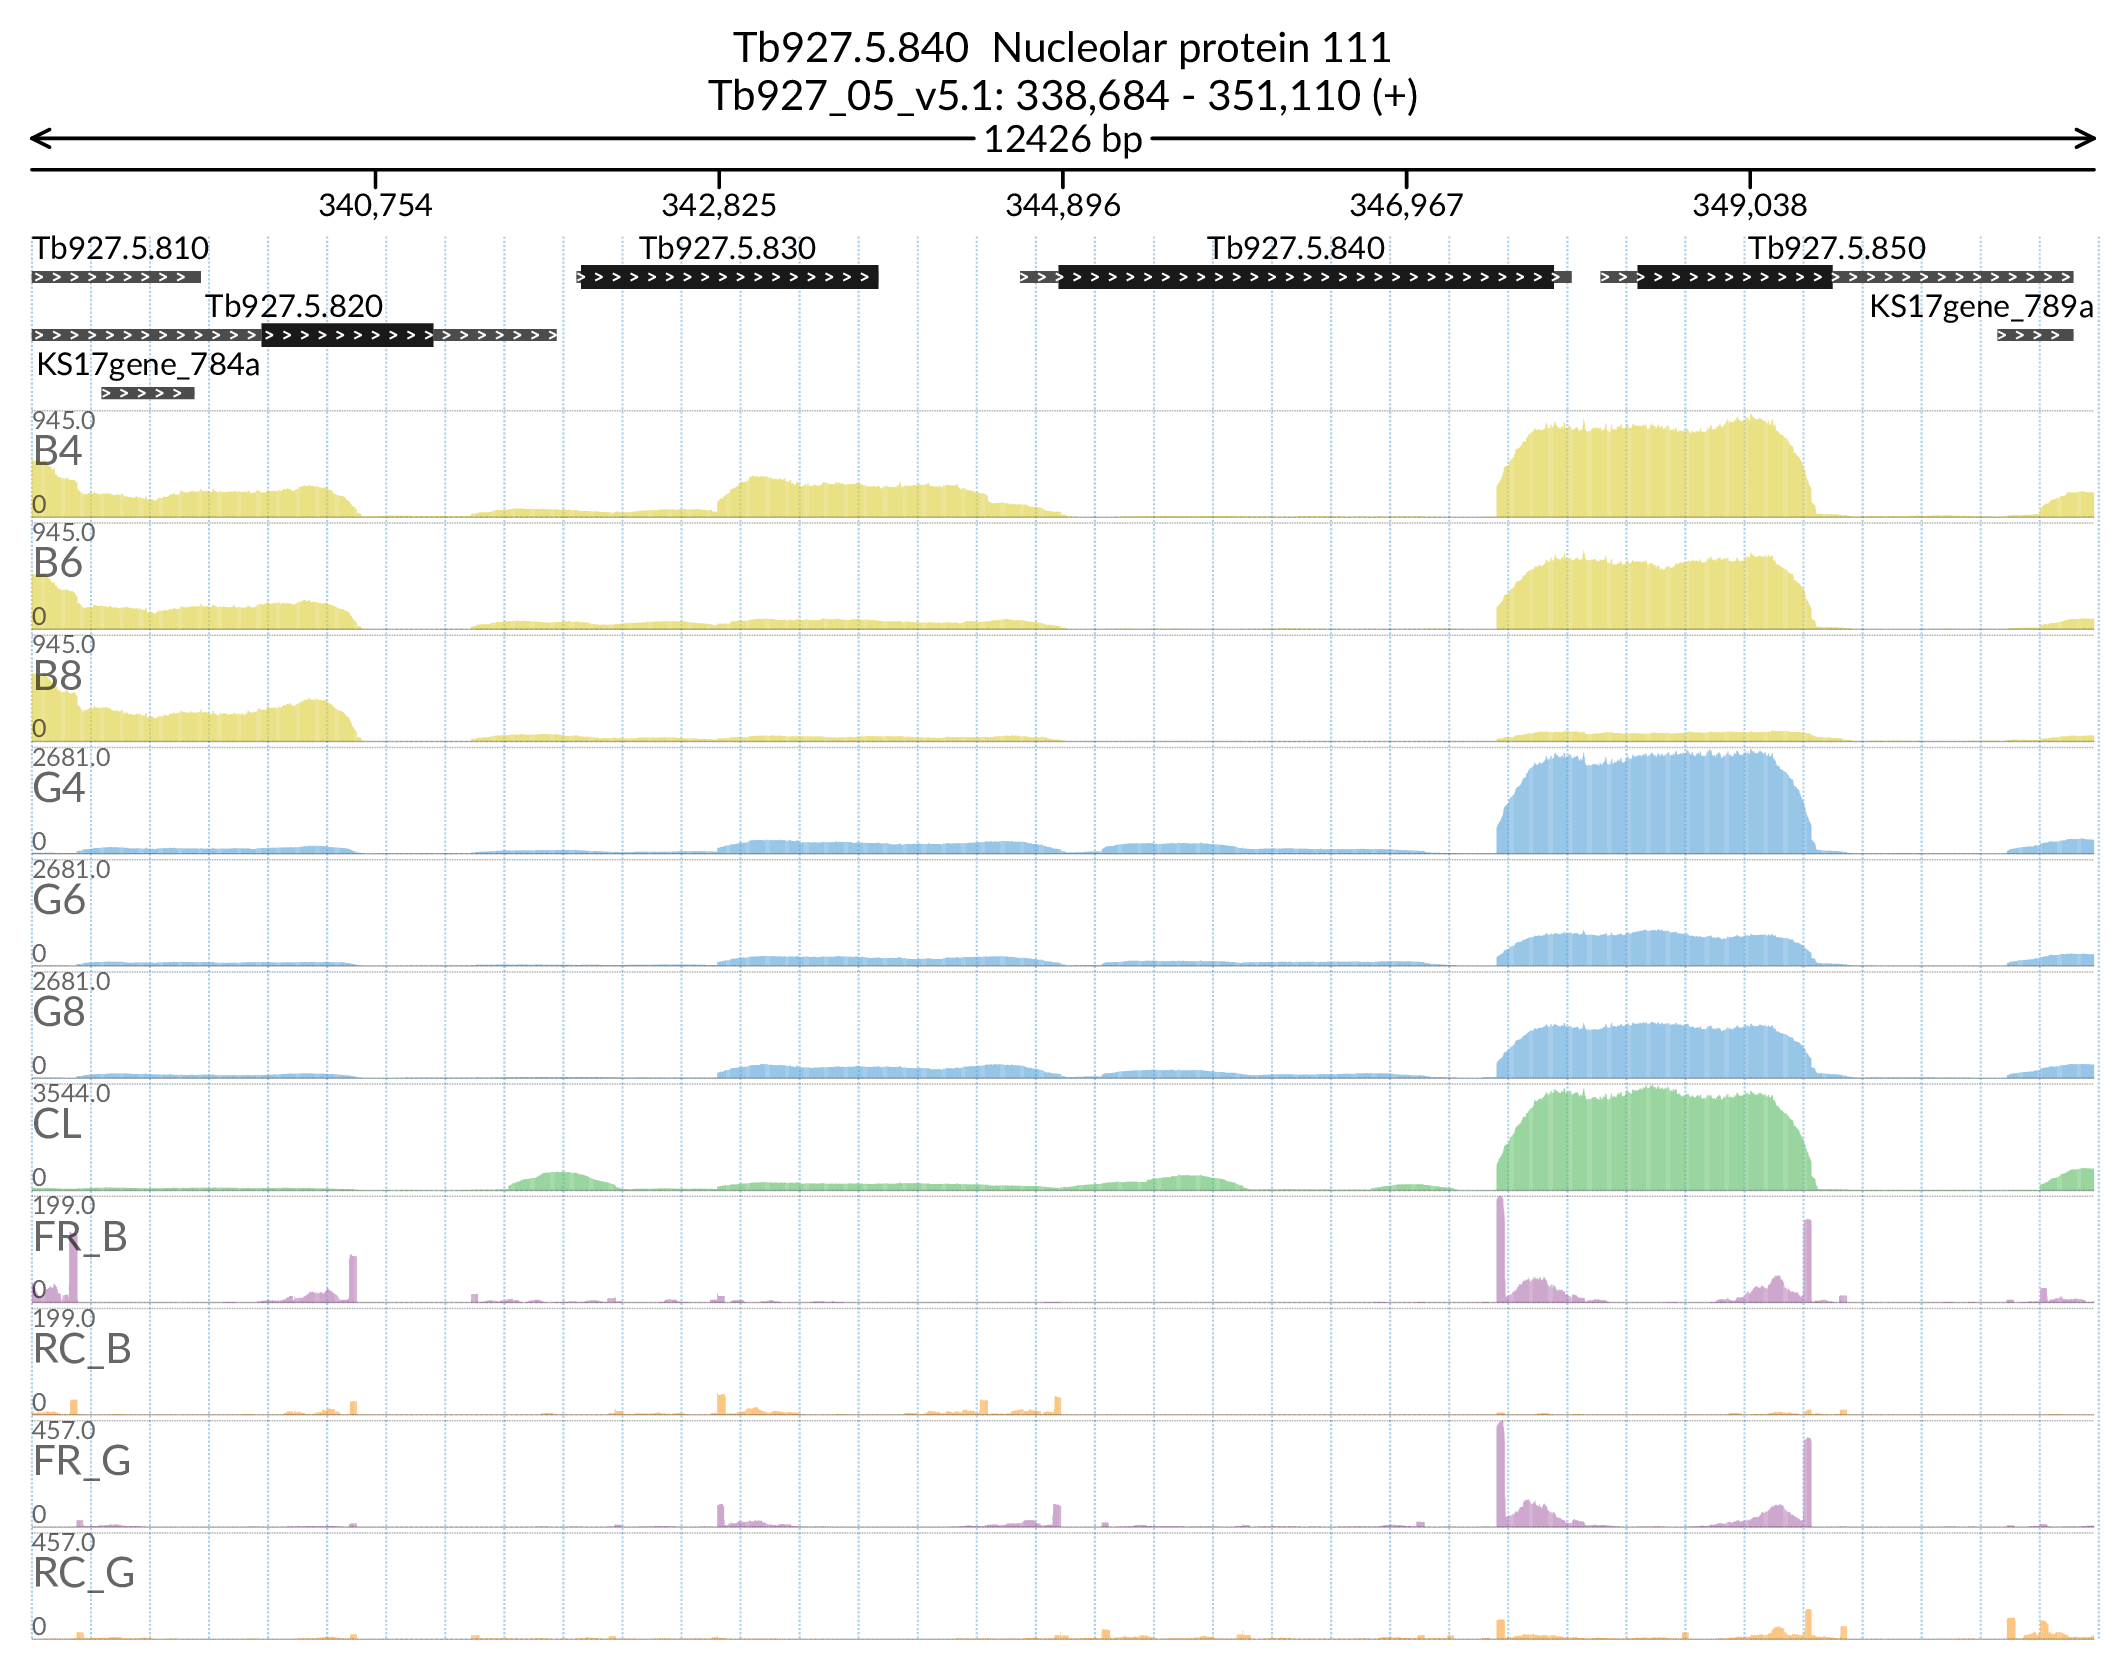 Tb927.5.840 Nucleolar protein 111
Tb927_05_v5.1: 338,684 - 351,110 (+)
12426 bp
340,754 342,825 344,896 346,967 349,038
Tb927.5.810 Tb927.5.830 Tb927.5.840 Tb927.5.850
Tb927.5.820 KS17gene_789a
KS17gene_784a
945.0
B4
0
945.0
B6
0
945.0
B8
0
2681.0
G4
0
2681.0
G6
0
2681.0
G8
0
3544.0
CL
0
199.0
FR_B
0
199.0
RC_B
0
457.0
FR_G
0
457.0
RC_G
0